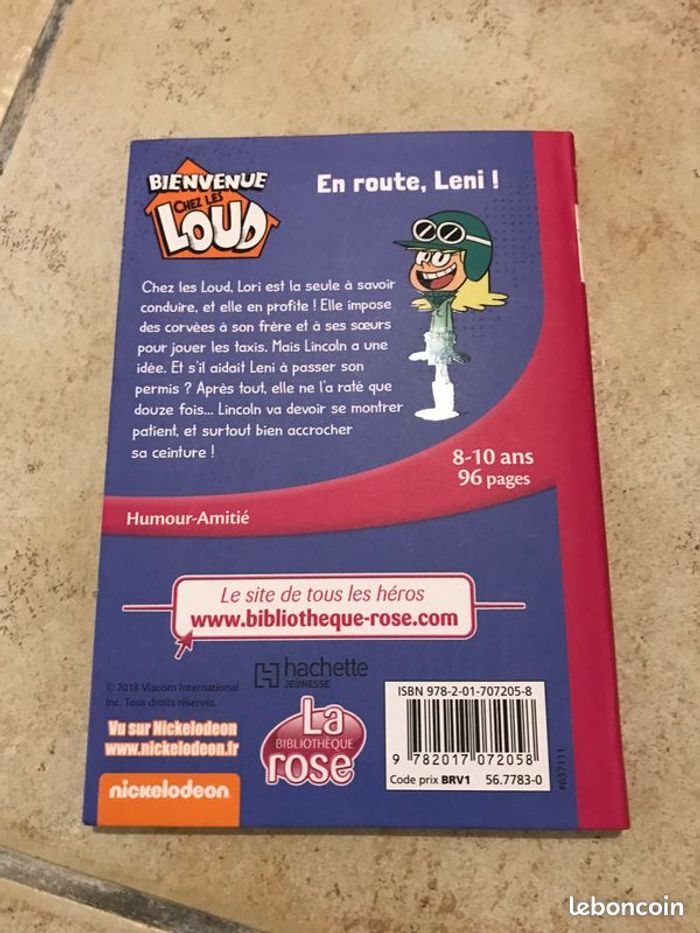 BIENVENUE
CHEZ LES
LOUD
En route, Leni !
Chez les Loud, Lori est la seule à savoir
conduire, et elle en profite ! Elle impose
des corvées à son frère et à ses sœurs
pour jouer les taxis. Mais Lincoln a une
idée. Et s'il aidait Leni à passer son
permis ? Après tout, elle ne l'a raté que
douze fois... Lincoln va devoir se montrer
patient, et surtout bien accrocher
sa ceinture !
8-10 ans
96 pages
Humour-Amitié
Le site de tous les héros
www.bibliotheque-rose.com
hachette
JEUNESSE
© 2018 Viacom International
Inc. Tous droits réservés.
Vu sur Nickelodeon
www.nickelodeon.fr
nickelodeon
La
BIBLIOTHÈQUE
rose
ISBN 978-2-01-707205-8
9 782017 072058
Code prix BRV1 56.7783-0
#637111
leboncoin